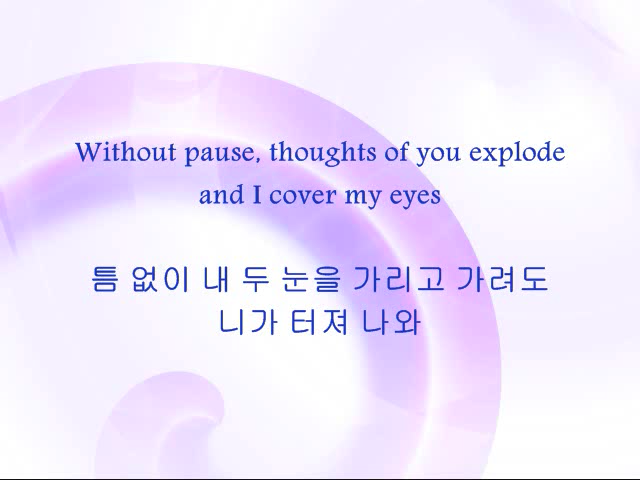 Without pause, thoughts of you explode
and I cover my eyes
틈 없이 내 두 눈을 가리고 가려도
니가 터져 나와